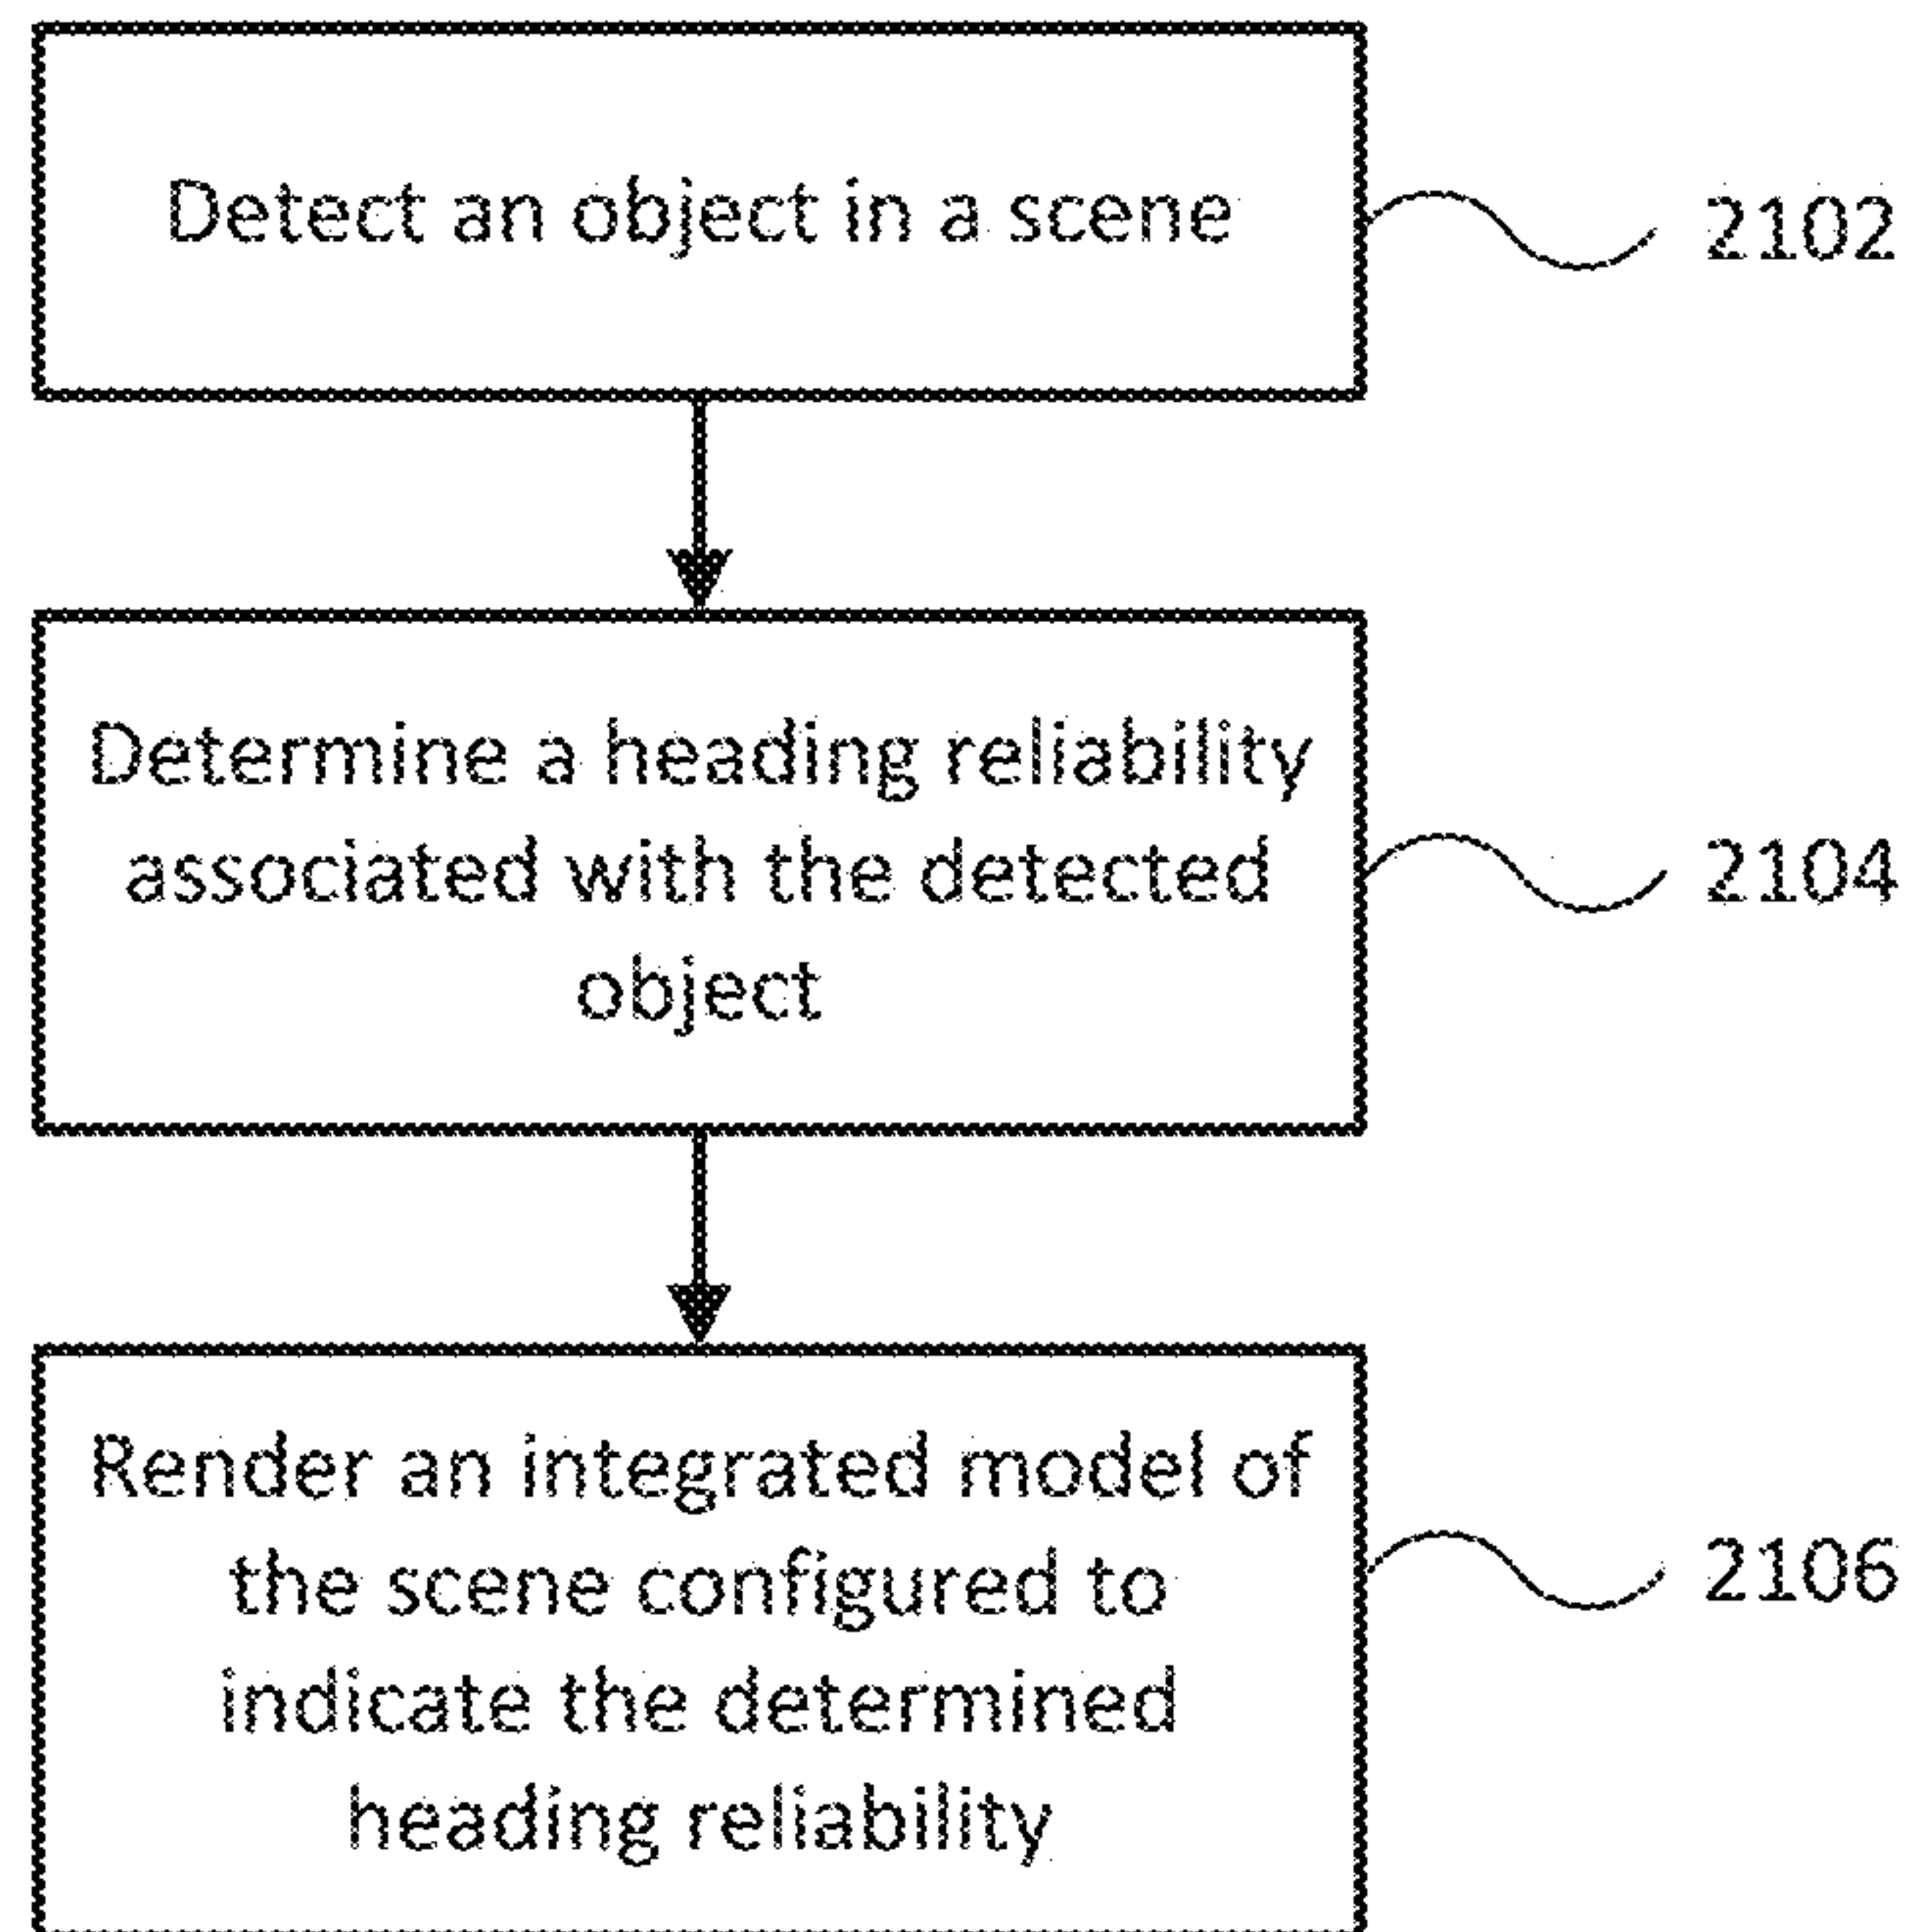 Detect an object in a scene
2102
Determine a heading reliability
associated with the detected
object
2104
Render an integrated model of
the scene configured to
indicate the determined
heading reliability
2106